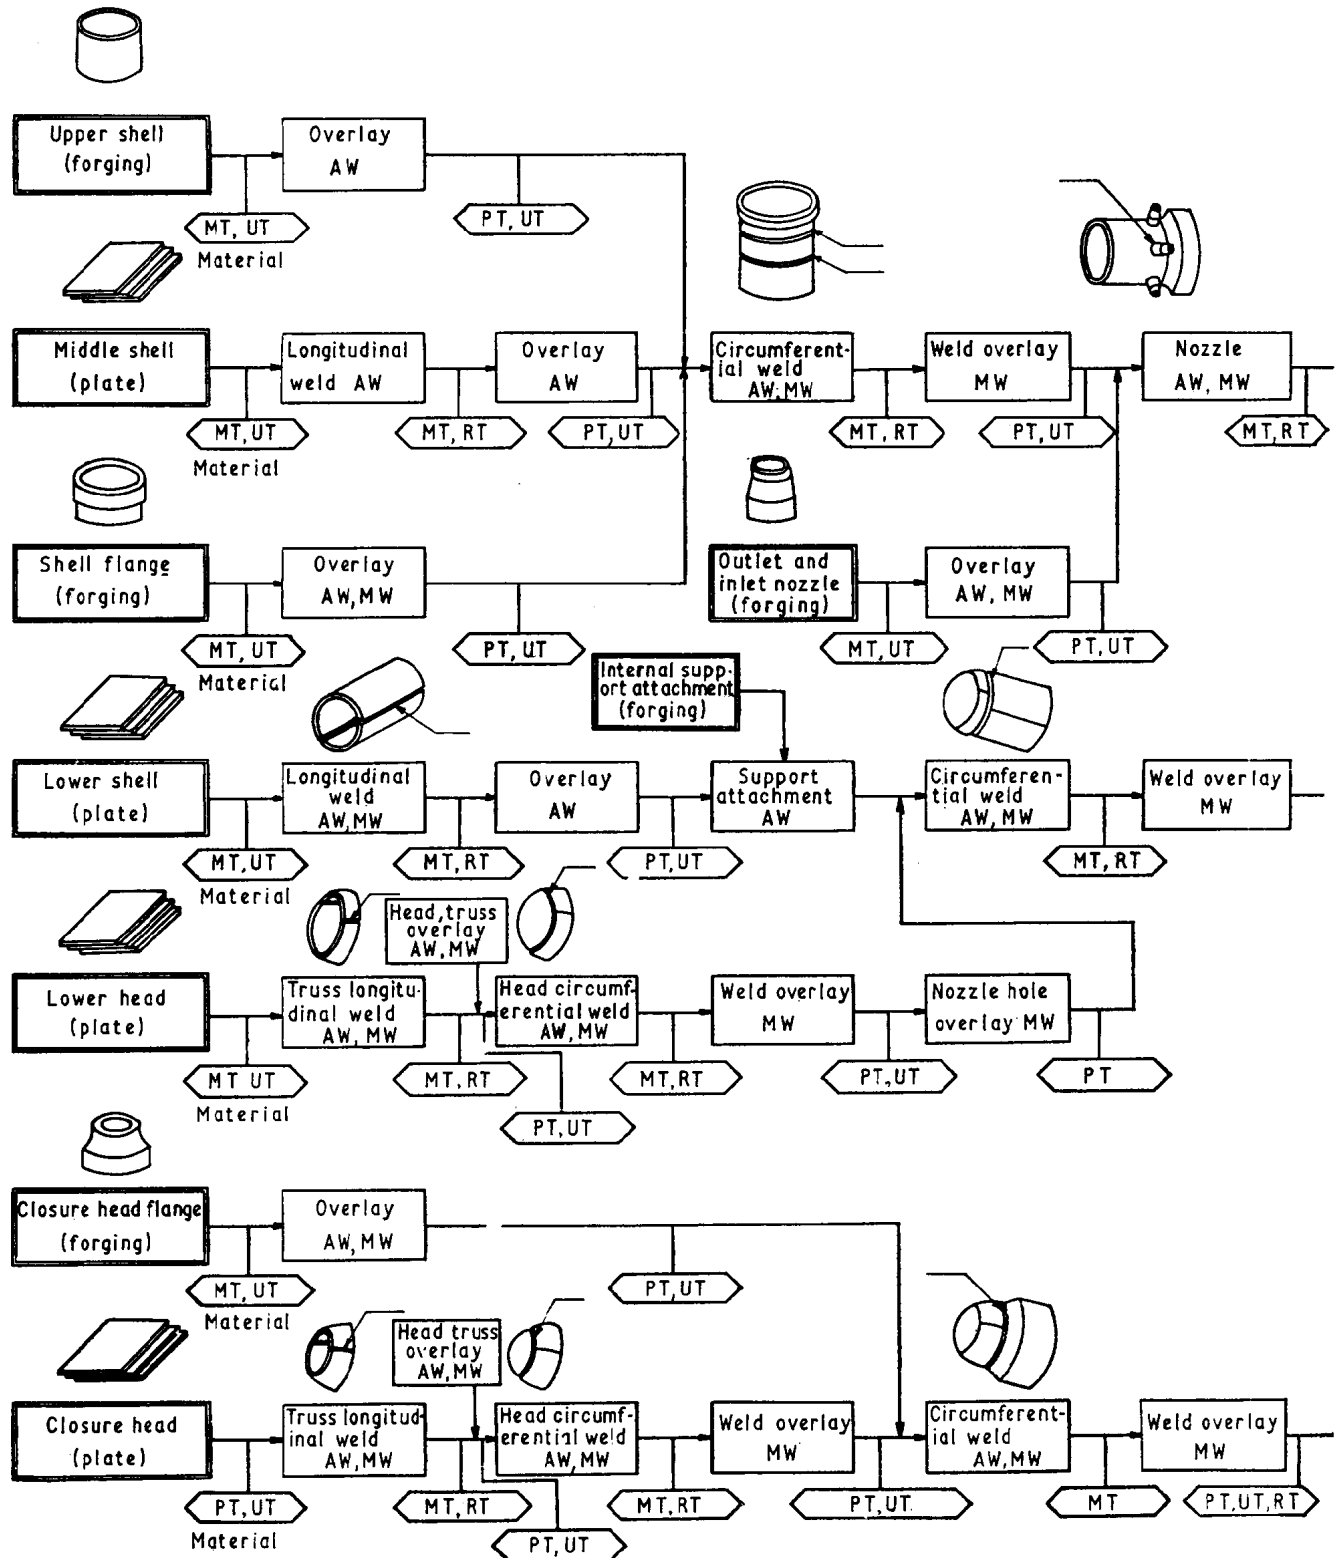 Upper shell
(forging)
Overlay
AW
MT, UT
Material
PT, UT
Middle shell
(plate)
Longitudinal
weld AW
Overlay
AW
Circumferent-
ial weld
AW, MW
Weld overlay
MW
Nozzle
AW, MW
MT, UT
Material
MT, RT
PT, UT
MT, RT
PT, UT
MT, RT
Shell flange
(forging)
Overlay
AW, MW
Outlet and
inlet nozzle
(forging)
Overlay
AW, MW
MT, UT
Material
PT, UT
MT, UT
PT, UT
Internal supp-
ort attachment
(forging)
Lower shell
(plate)
Longitudinal
weld
AW, MW
Overlay
AW
Support
attachment
AW
Circumferen-
tial weld
AW, MW
Weld overlay
MW
MT, UT
Material
MT, RT
PT, UT
MT, RT
Head, truss
overlay
AW, MW
Lower head
(plate)
Truss longitu-
dinal weld
AW, MW
Head circumf-
erential weld
AW, MW
Weld overlay
MW
Nozzle hole
overlay MW
MT UT
Material
MT, RT
PT, UT
MT, RT
PT, UT
PT
Closure head flange
(forging)
Overlay
AW, MW
MT, UT
Material
PT, UT
Head truss
overlay
AW, MW
Closure head
(plate)
Truss longitud-
inal weld
AW, MW
Head circumf-
erential weld
AW, MW
Weld overlay
MW
Circumferent-
ial weld
AW, MW
Weld overlay
MW
PT, UT
Material
MT, RT
PT, UT
MT, RT
PT, UT
MT
PT, UT, RT